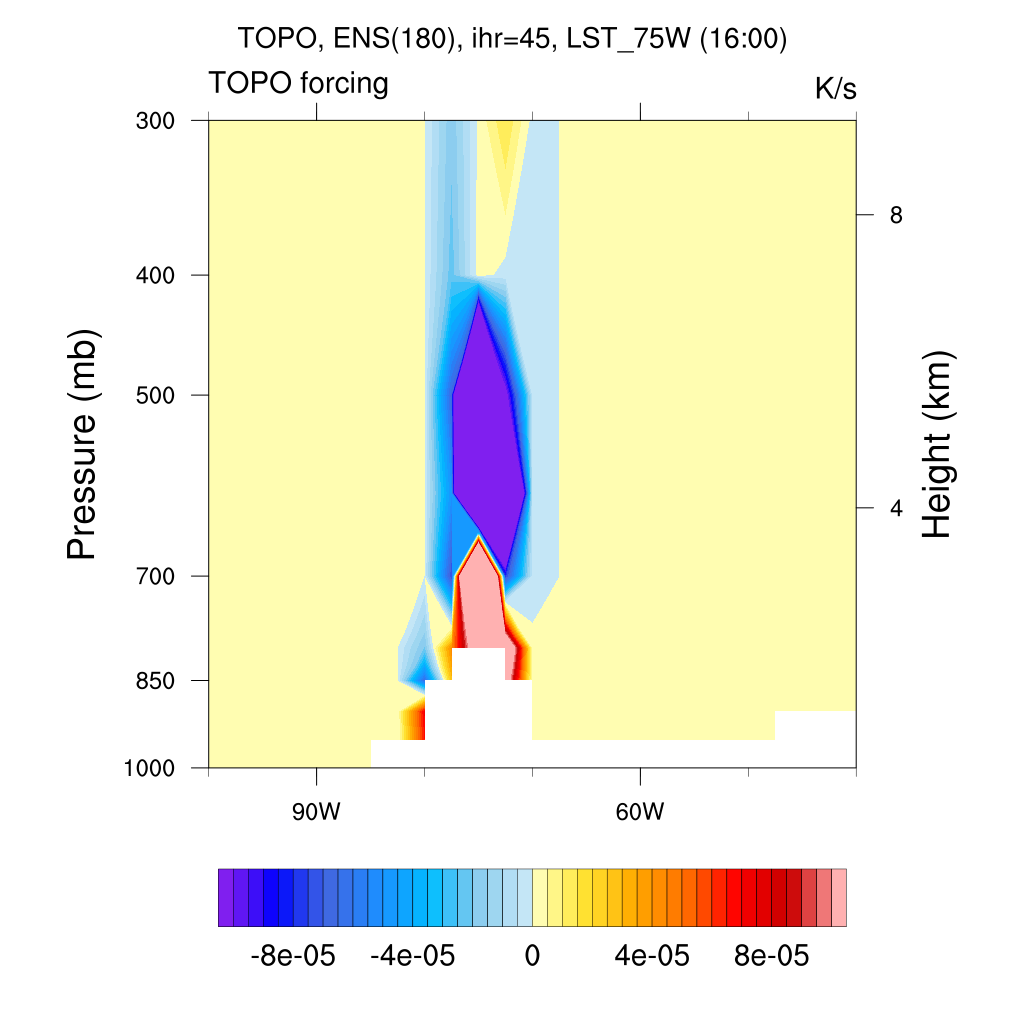 TOPO, ENS(180), ihr=45, LST_75W (16:00)
TOPO forcing
K/s
300
400
500
700
850
1000
Pressure (mb)
8
4
Height (km)
90W
60W
-8e-05
-4e-05
0
4e-05
8e-05